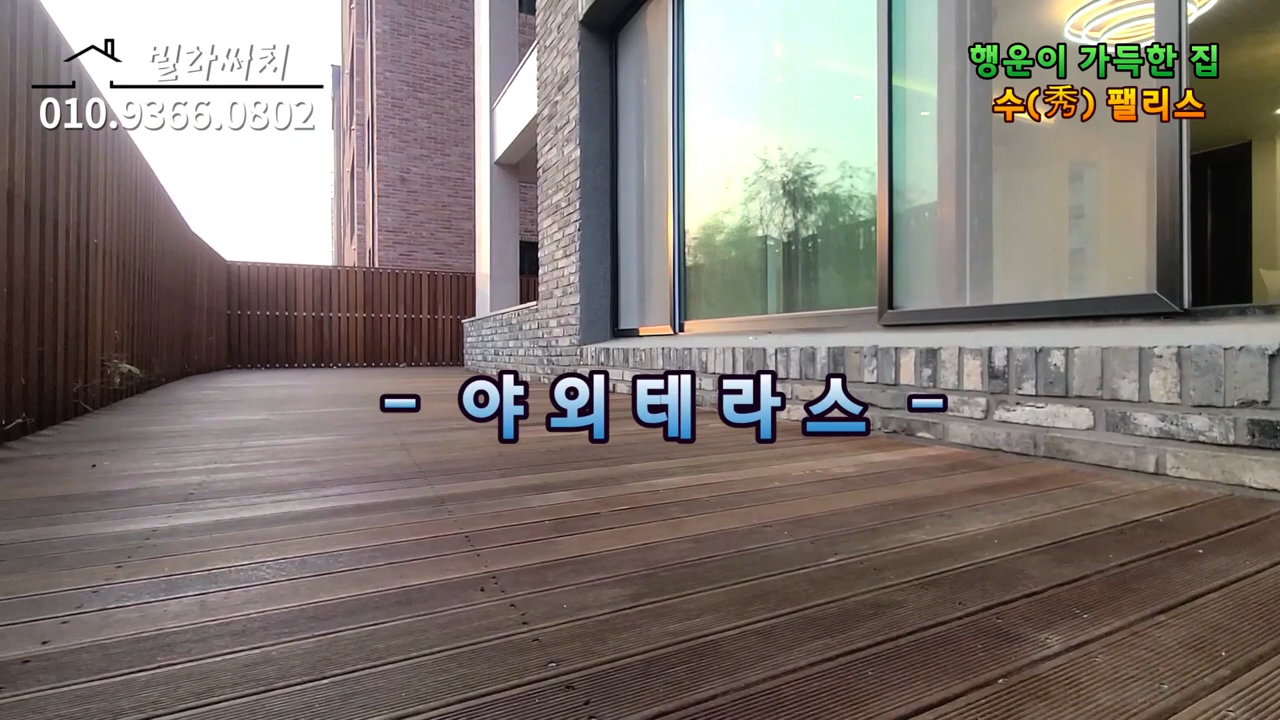 빌라써치
010.9366.0802
행운이 가득한 집
수(秀) 팰리스
- 야외테라스 -